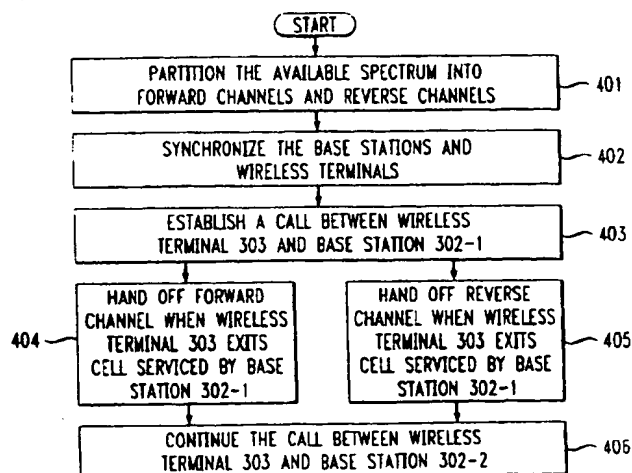 START
PARTITION THE AVAILABLE SPECTRUM INTO
FORWARD CHANNELS AND REVERSE CHANNELS
401
SYNCHRONIZE THE BASE STATIONS AND
WIRELESS TERMINALS
402
ESTABLISH A CALL BETWEEN WIRELESS
TERMINAL 303 AND BASE STATION 302-1
403
404
HAND OFF FORWARD
CHANNEL WHEN WIRELESS
TERMINAL 303 EXITS
CELL SERVICED BY BASE
STATION 302-1
HAND OFF REVERSE
CHANNEL WHEN WIRELESS
TERMINAL 303 EXITS
CELL SERVICED BY BASE
STATION 302-1
405
CONTINUE THE CALL BETWEEN WIRELESS
TERMINAL 303 AND BASE STATION 302-2
406